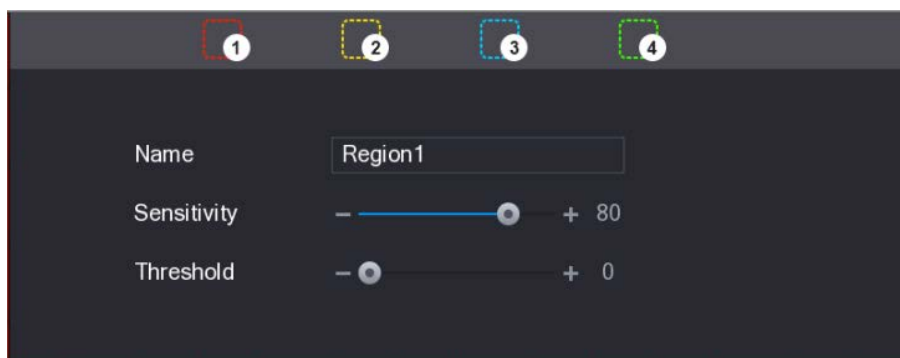 1 2 3 4
Name Region1
Sensitivity − + 80
Threshold − + 0